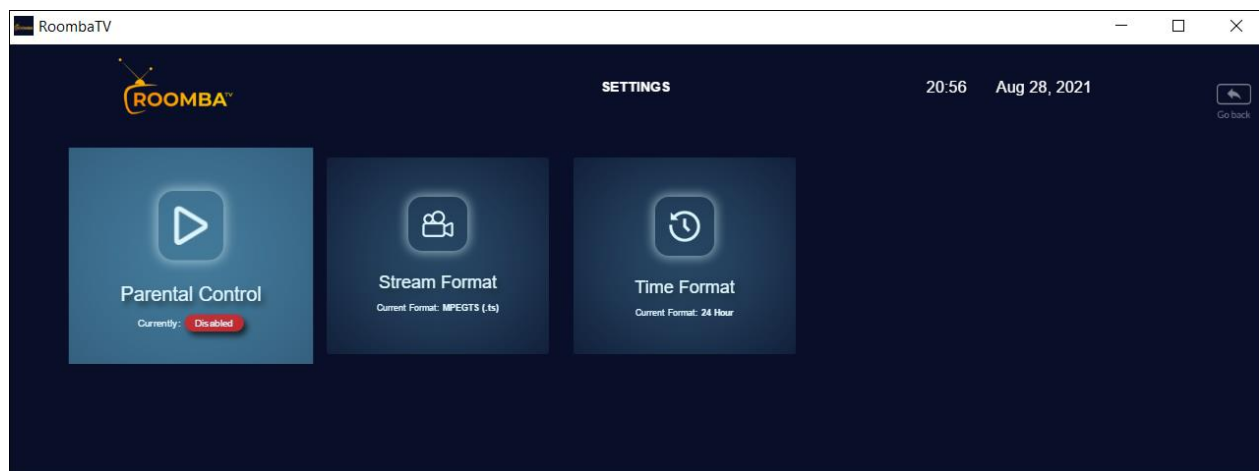 RoombaTV
ROOMBA TV
SETTINGS
20:56 Aug 28, 2021
Go back
Parental Control
Currently: Disabled
Stream Format
Current Format: MPEGTS (.ts)
Time Format
Current Format: 24 Hour